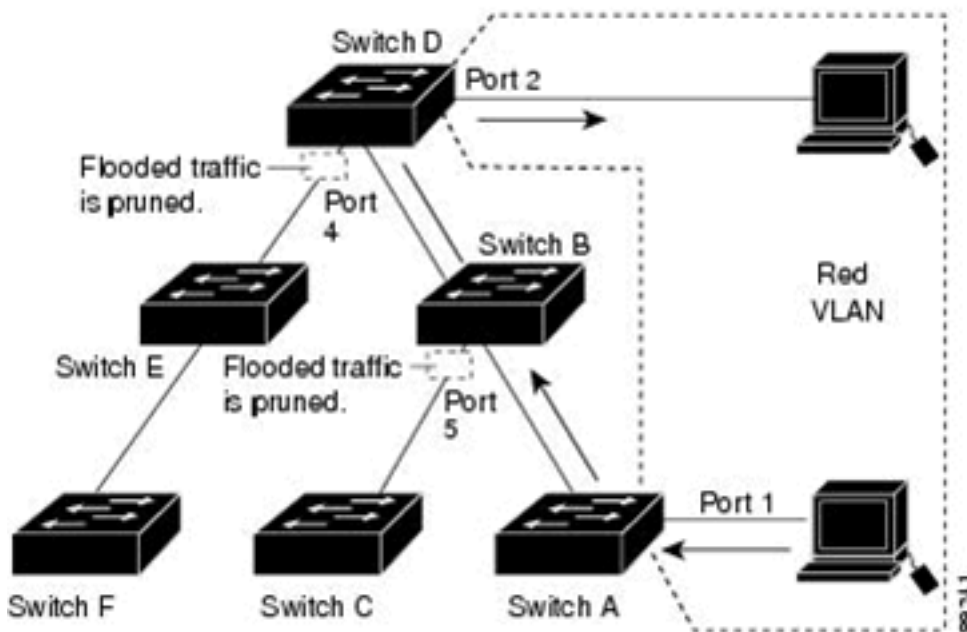 Switch D
Port 2
Flooded traffic
is pruned.
Port
4
Switch B
Red
VLAN
Switch E
Flooded traffic
is pruned.
Port
5
Port 1
Switch F
Switch C
Switch A